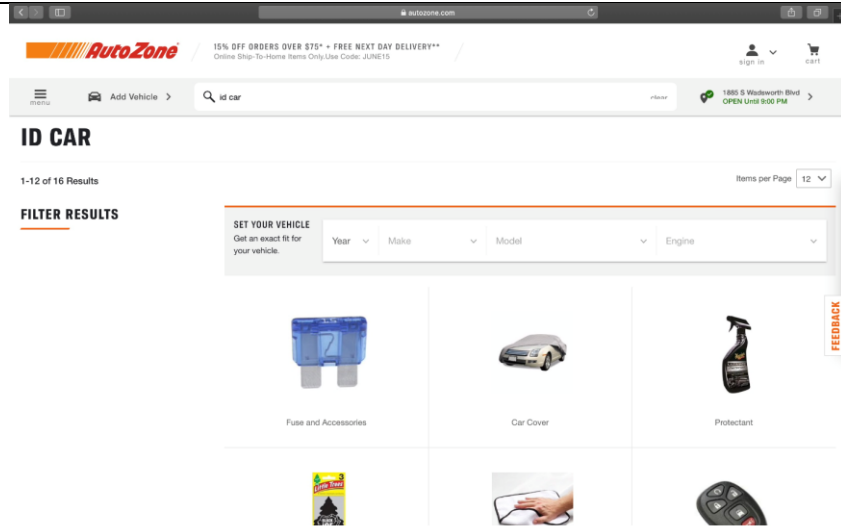 autozone.com
AutoZone
15% OFF ORDERS OVER $75* + FREE NEXT DAY DELIVERY**
Online Ship-To-Home Items Only.Use Code: JUNE15
sign in
cart
menu
Add Vehicle
id car
clear
1865 S Wadsworth Blvd
OPEN Until 9:00 PM
ID CAR
1-12 of 16 Results
Items per Page 12
FILTER RESULTS
SET YOUR VEHICLE
Get an exact fit for
your vehicle.
Year
Make
Model
Engine
FEEDBACK
Fuse and Accessories
Car Cover
Protectant
Little Trees